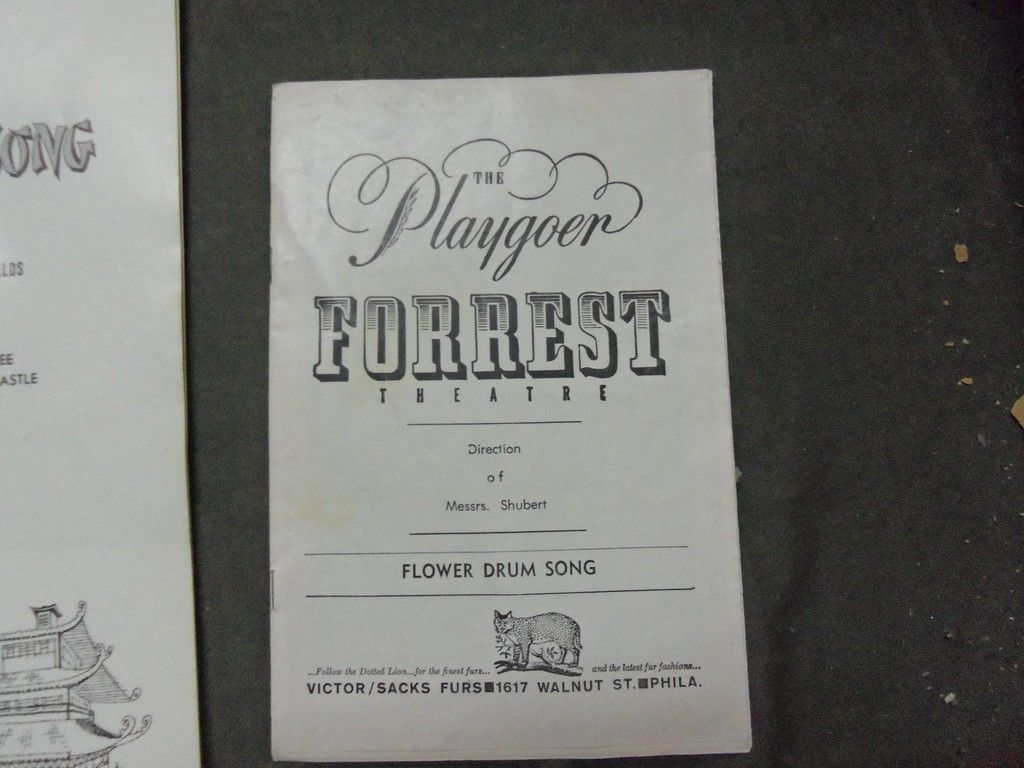 ONG
LDS
EE
ASTLE
THE
Playgoer
FORREST
THEATRE
Direction
of
Messrs. Shubert
FLOWER DRUM SONG
...Follow the Dotted Lion...for the finest furs... and the latest fur fashions...
VICTOR/SACKS FURS■1617 WALNUT ST.■PHILA.